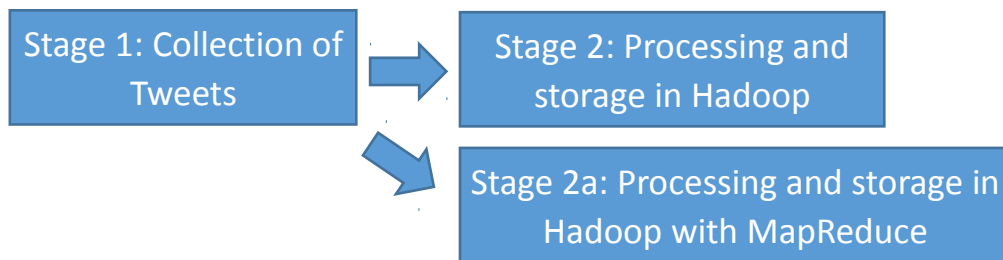 Stage 1: Collection of
Tweets
Stage 2: Processing and
storage in Hadoop
Stage 2a: Processing and storage in
Hadoop with MapReduce